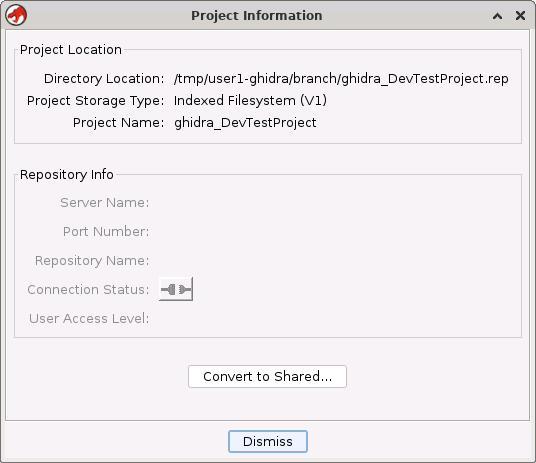 Project Information
Project Location
Directory Location: /tmp/user1-ghidra/branch/ghidra_DevTestProject.rep
Project Storage Type: Indexed Filesystem (V1)
Project Name: ghidra_DevTestProject
Repository Info
Server Name:
Port Number:
Repository Name:
Connection Status:
User Access Level:
Convert to Shared...
Dismiss